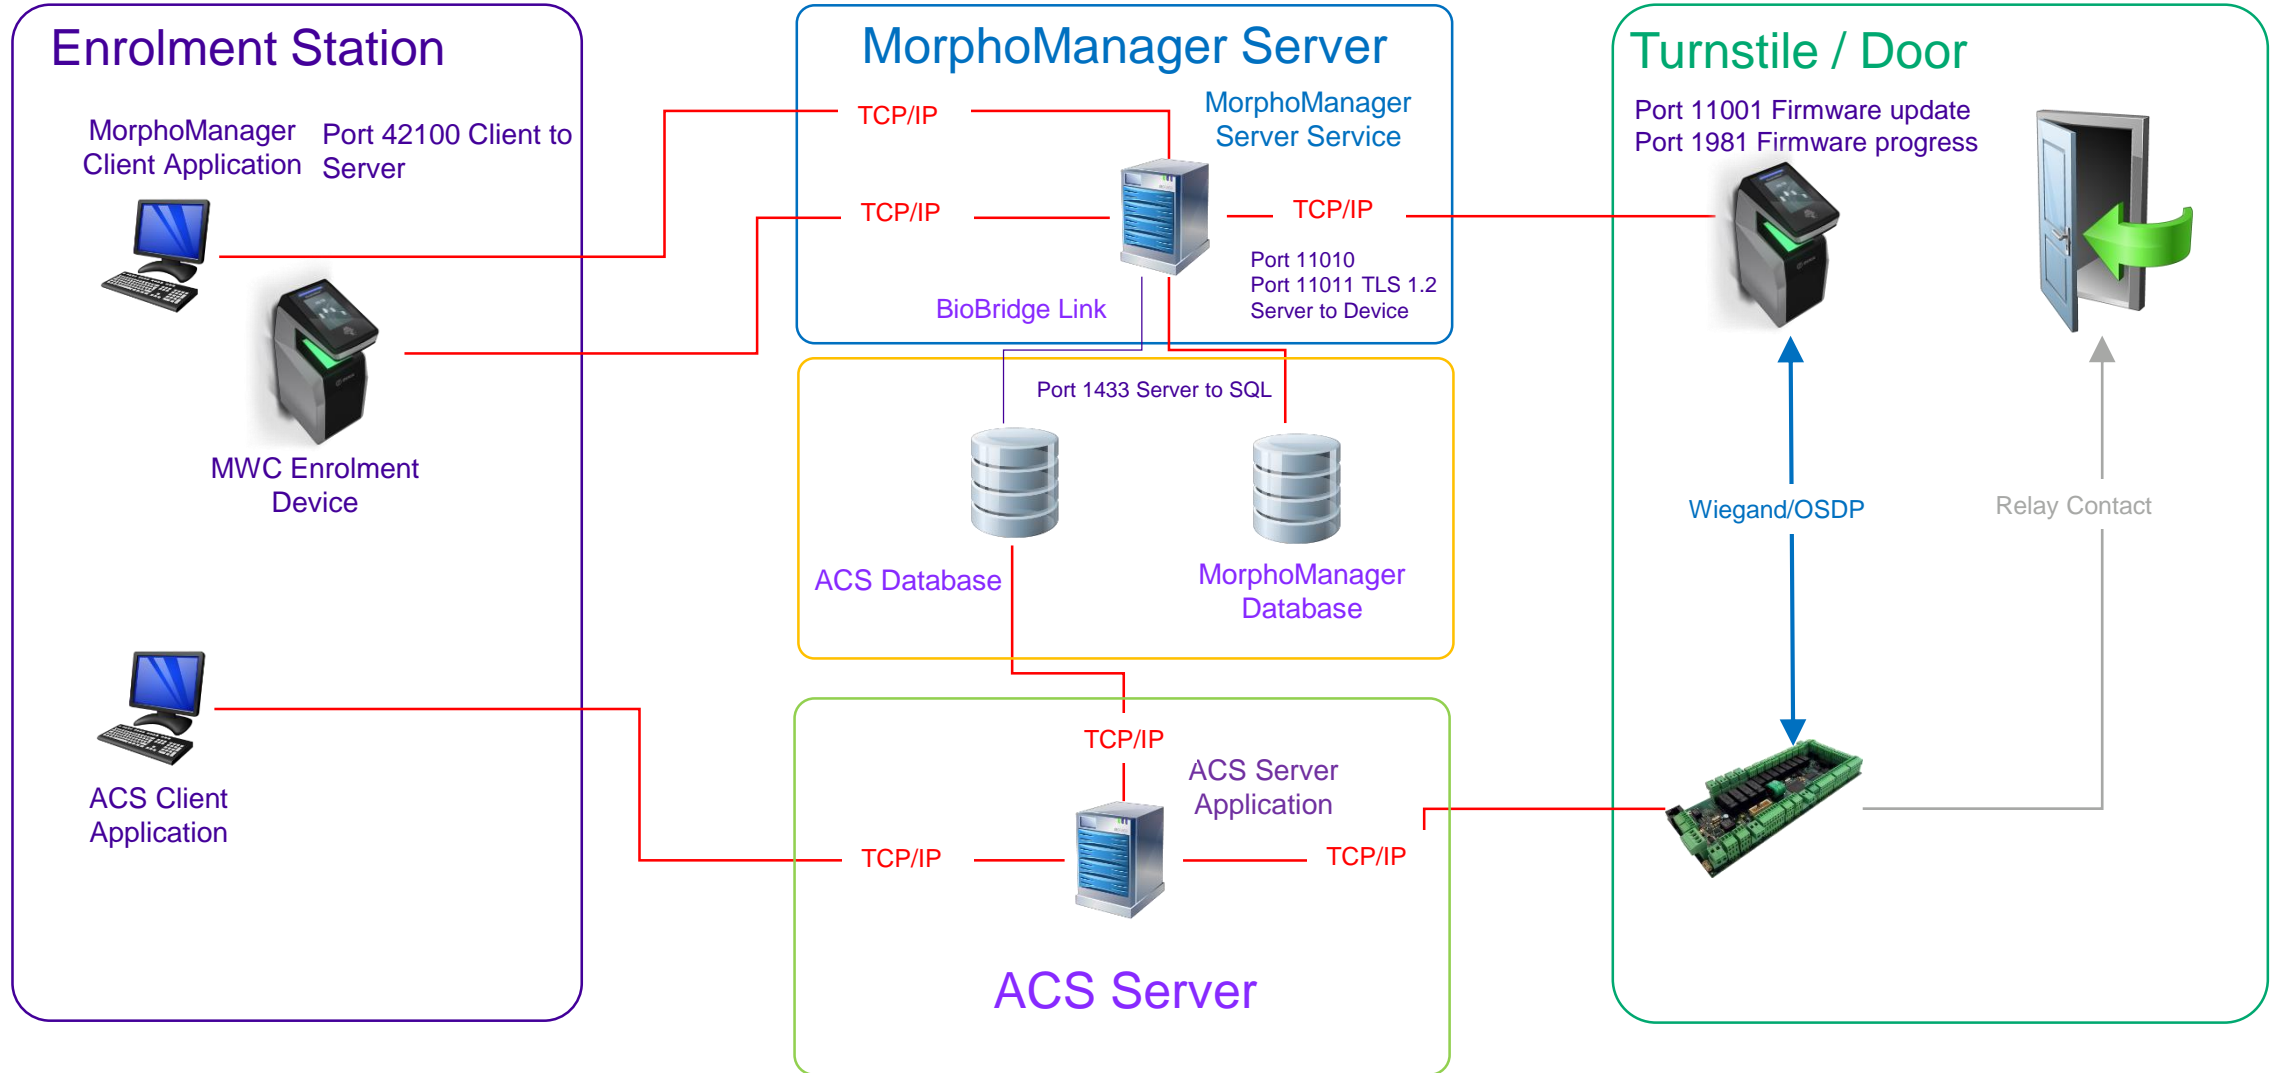 Enrolment Station
MorphoManager
Client Application
Port 42100 Client to
Server
MWC Enrolment
Device
ACS Client
Application
MorphoManager Server
TCP/IP
MorphoManager
Server Service
TCP/IP
TCP/IP
Port 11010
Port 11011 TLS 1.2
Server to Device
BioBridge Link
Port 1433 Server to SQL
ACS Database
MorphoManager
Database
TCP/IP
ACS Server
Application
TCP/IP
TCP/IP
ACS Server
Turnstile / Door
Port 11001 Firmware update
Port 1981 Firmware progress
Wiegand/OSDP
Relay Contact